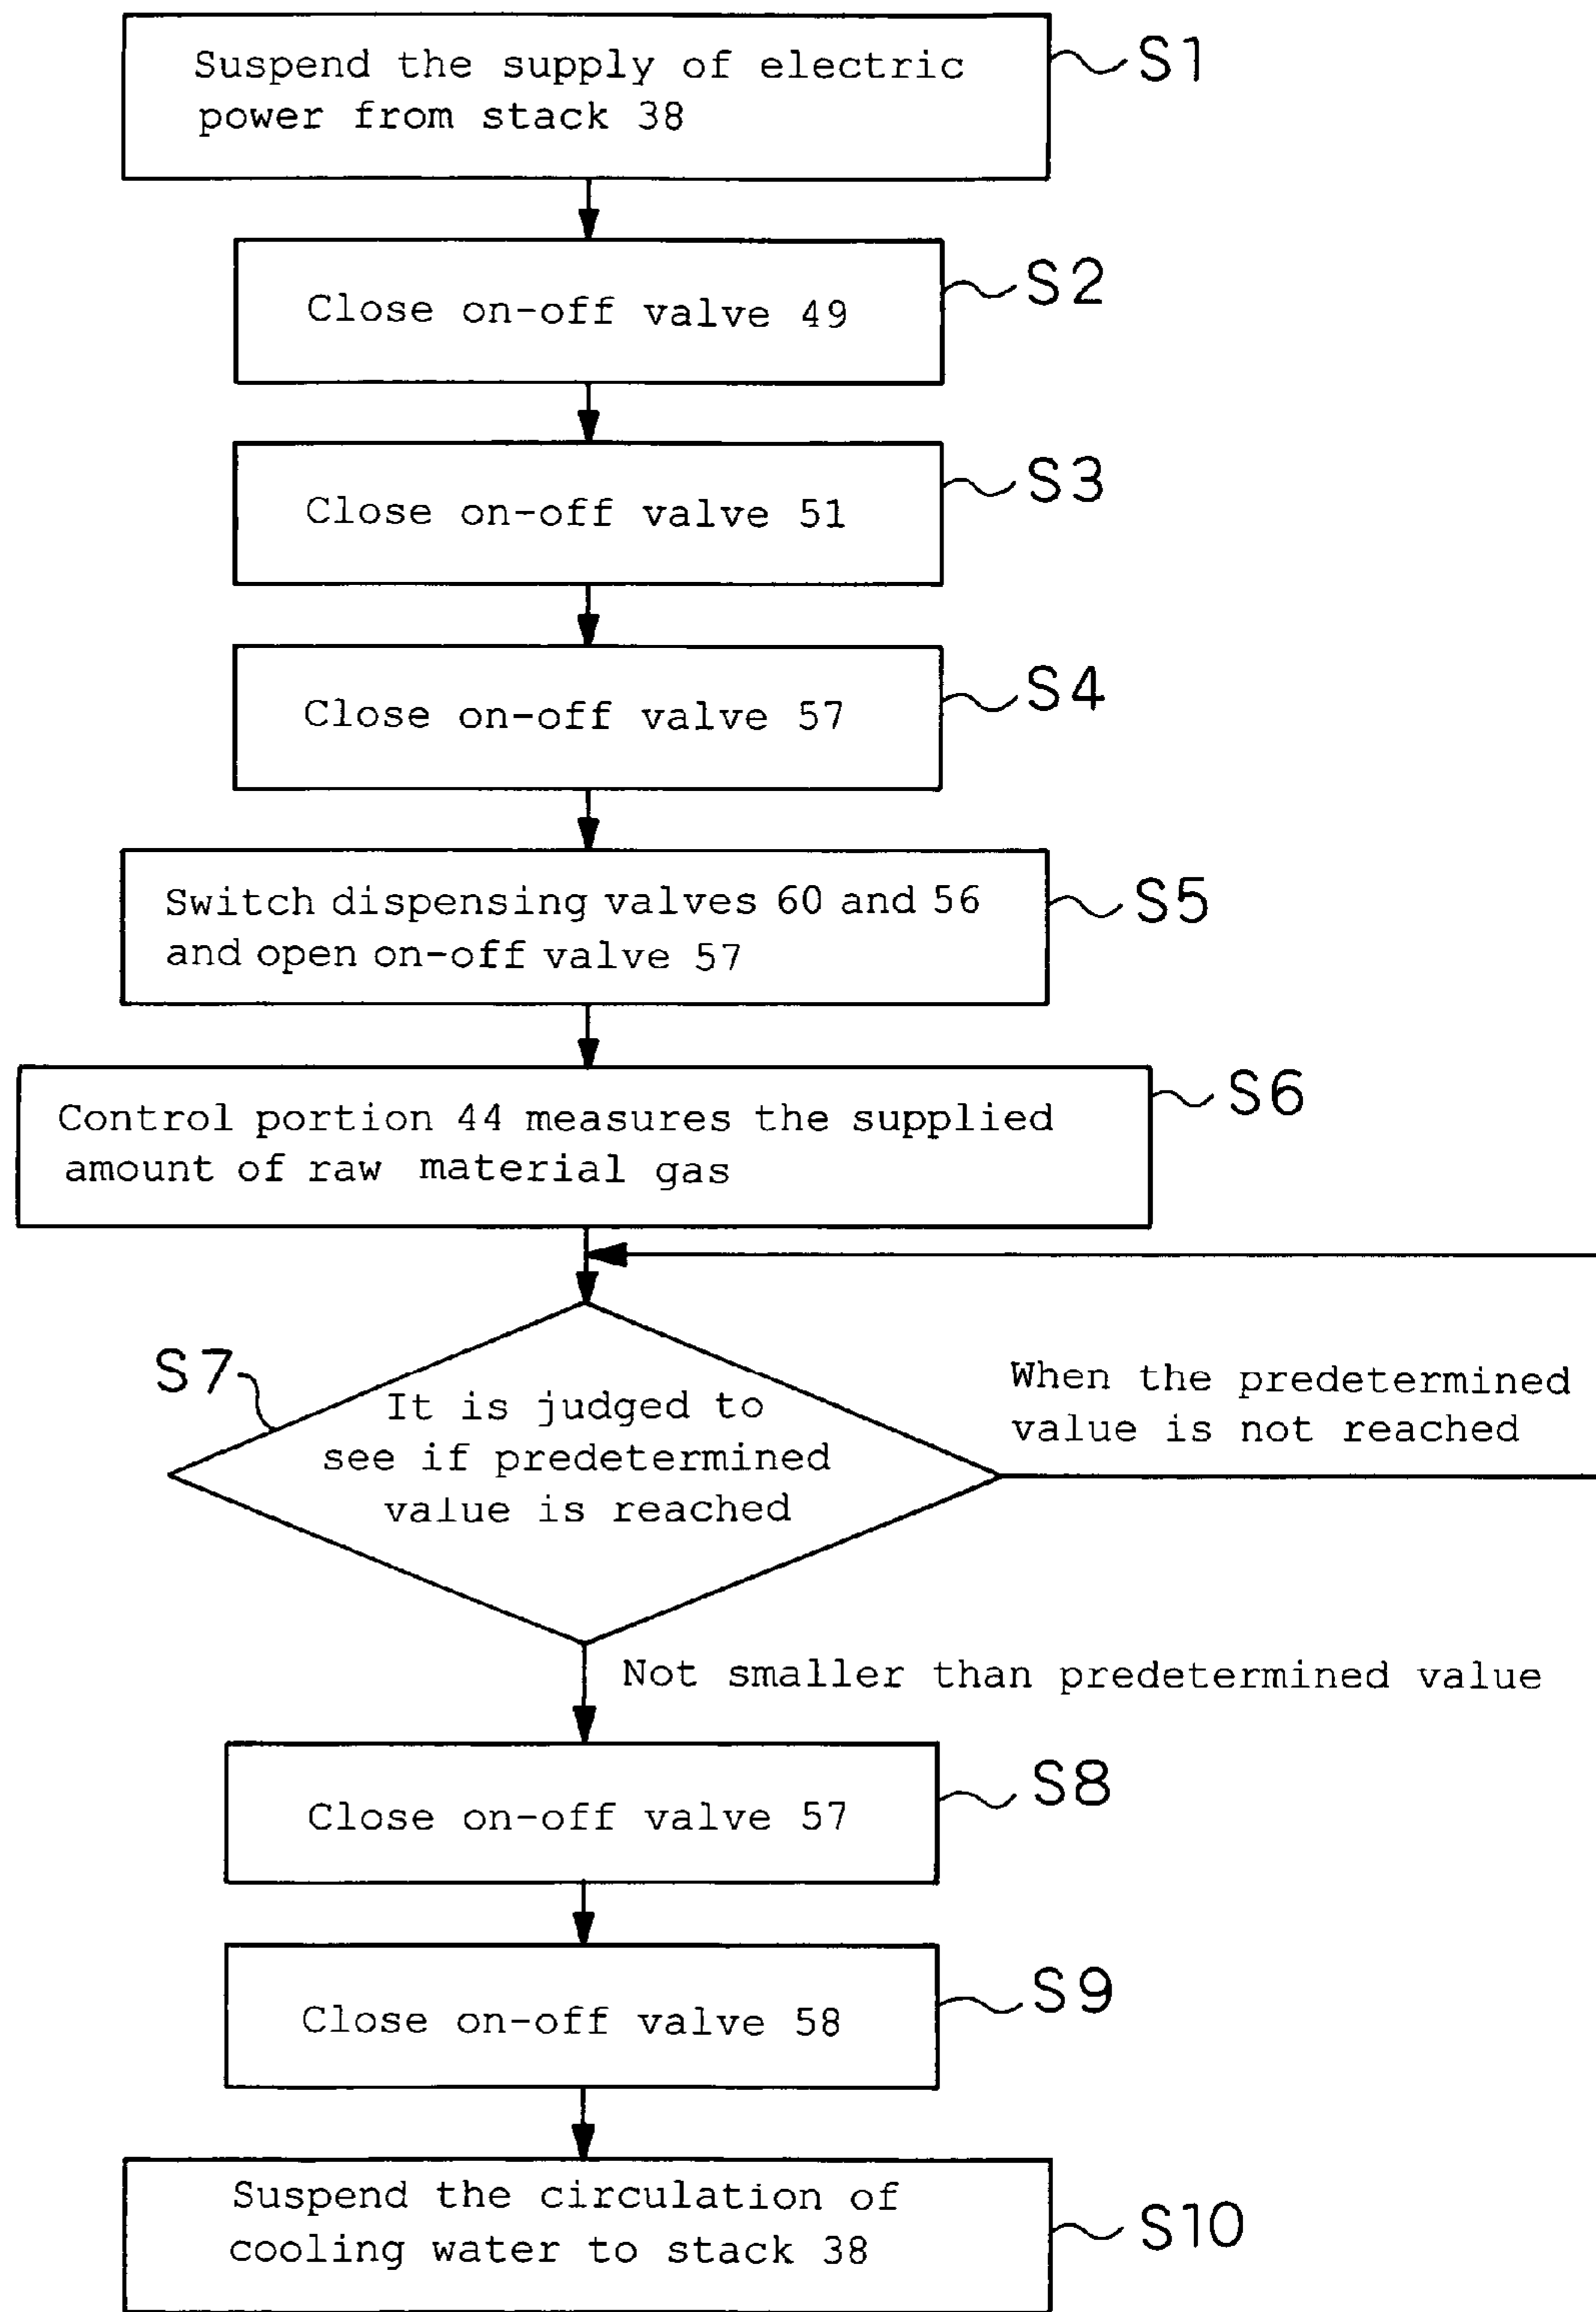 Suspend the supply of electric
power from stack 38
S1
Close on-off valve 49
S2
Close on-off valve 51
S3
Close on-off valve 57
S4
Switch dispensing valves 60 and 56
and open on-off valve 57
S5
Control portion 44 measures the supplied
amount of raw material gas
S6
S7
It is judged to
see if predetermined
value is reached
When the predetermined
value is not reached
Not smaller than predetermined value
Close on-off valve 57
S8
Close on-off valve 58
S9
Suspend the circulation of
cooling water to stack 38
S10